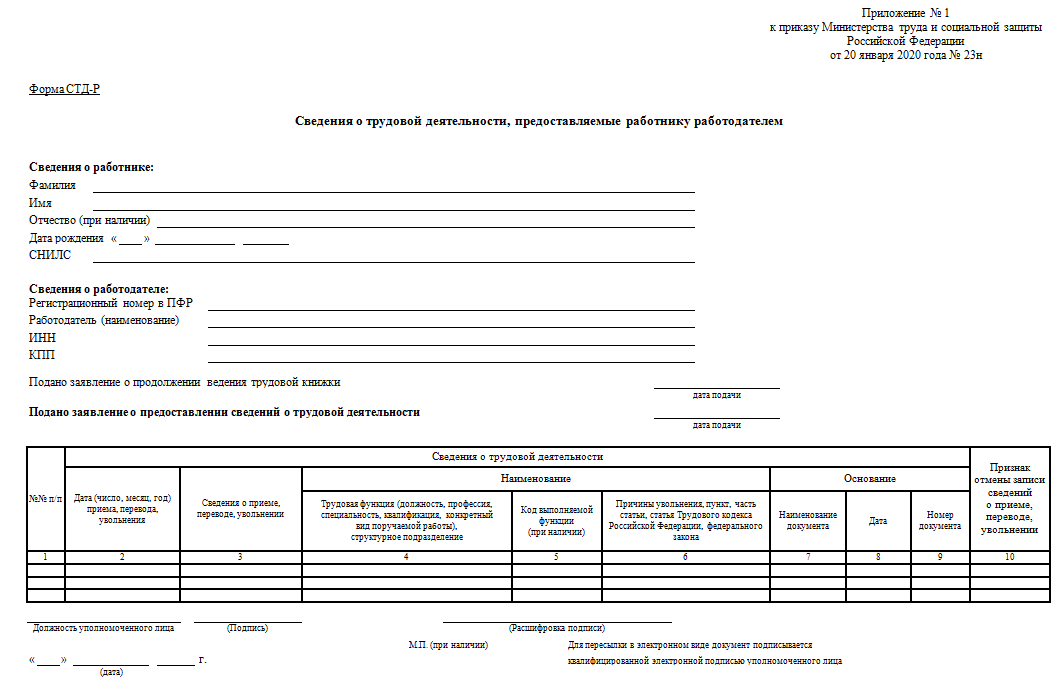 Приложение № 1
к приказу Министерства труда и социальной защиты
Российской Федерации
от 20 января 2020 года № 23н
Форма СТД-Р
Сведения о трудовой деятельности, предоставляемые работнику работодателем
Сведения о работнике:
Фамилия
Имя
Отчество (при наличии)
Дата рождения « »
СНИЛС
Сведения о работодателе:
Регистрационный номер в ПФР
Работодатель (наименование)
ИНН
КПП
Подано заявление о продолжении ведения трудовой книжки
дата подачи
Подано заявление о предоставлении сведений о трудовой деятельности
дата подачи
№№ п/п
Сведения о трудовой деятельности
Дата (число, месяц, год)
приема, перевода,
увольнения
Сведения о приеме,
переводе, увольнении
Наименование
Трудовая функция (должность, профессия,
специальность, квалификация, конкретный
вид поручаемой работы),
структурное подразделение
Код выполняемой
функции
(при наличии)
Причины увольнения, пункт, часть
статьи, статья Трудового кодекса
Российской Федерации, федерального
закона
Основание
Наименование
документа
Дата
Номер
документа
Признак
отмены записи
сведений
о приеме,
переводе,
увольнении
1 2 3 4 5 6 7 8 9 10
Должность уполномоченного лица (Подпись) (Расшифровка подписи)
М.П. (при наличии)
Для пересылки в электронном виде документ подписывается
квалифицированной электронной подписью уполномоченного лица
« » г.
(дата)